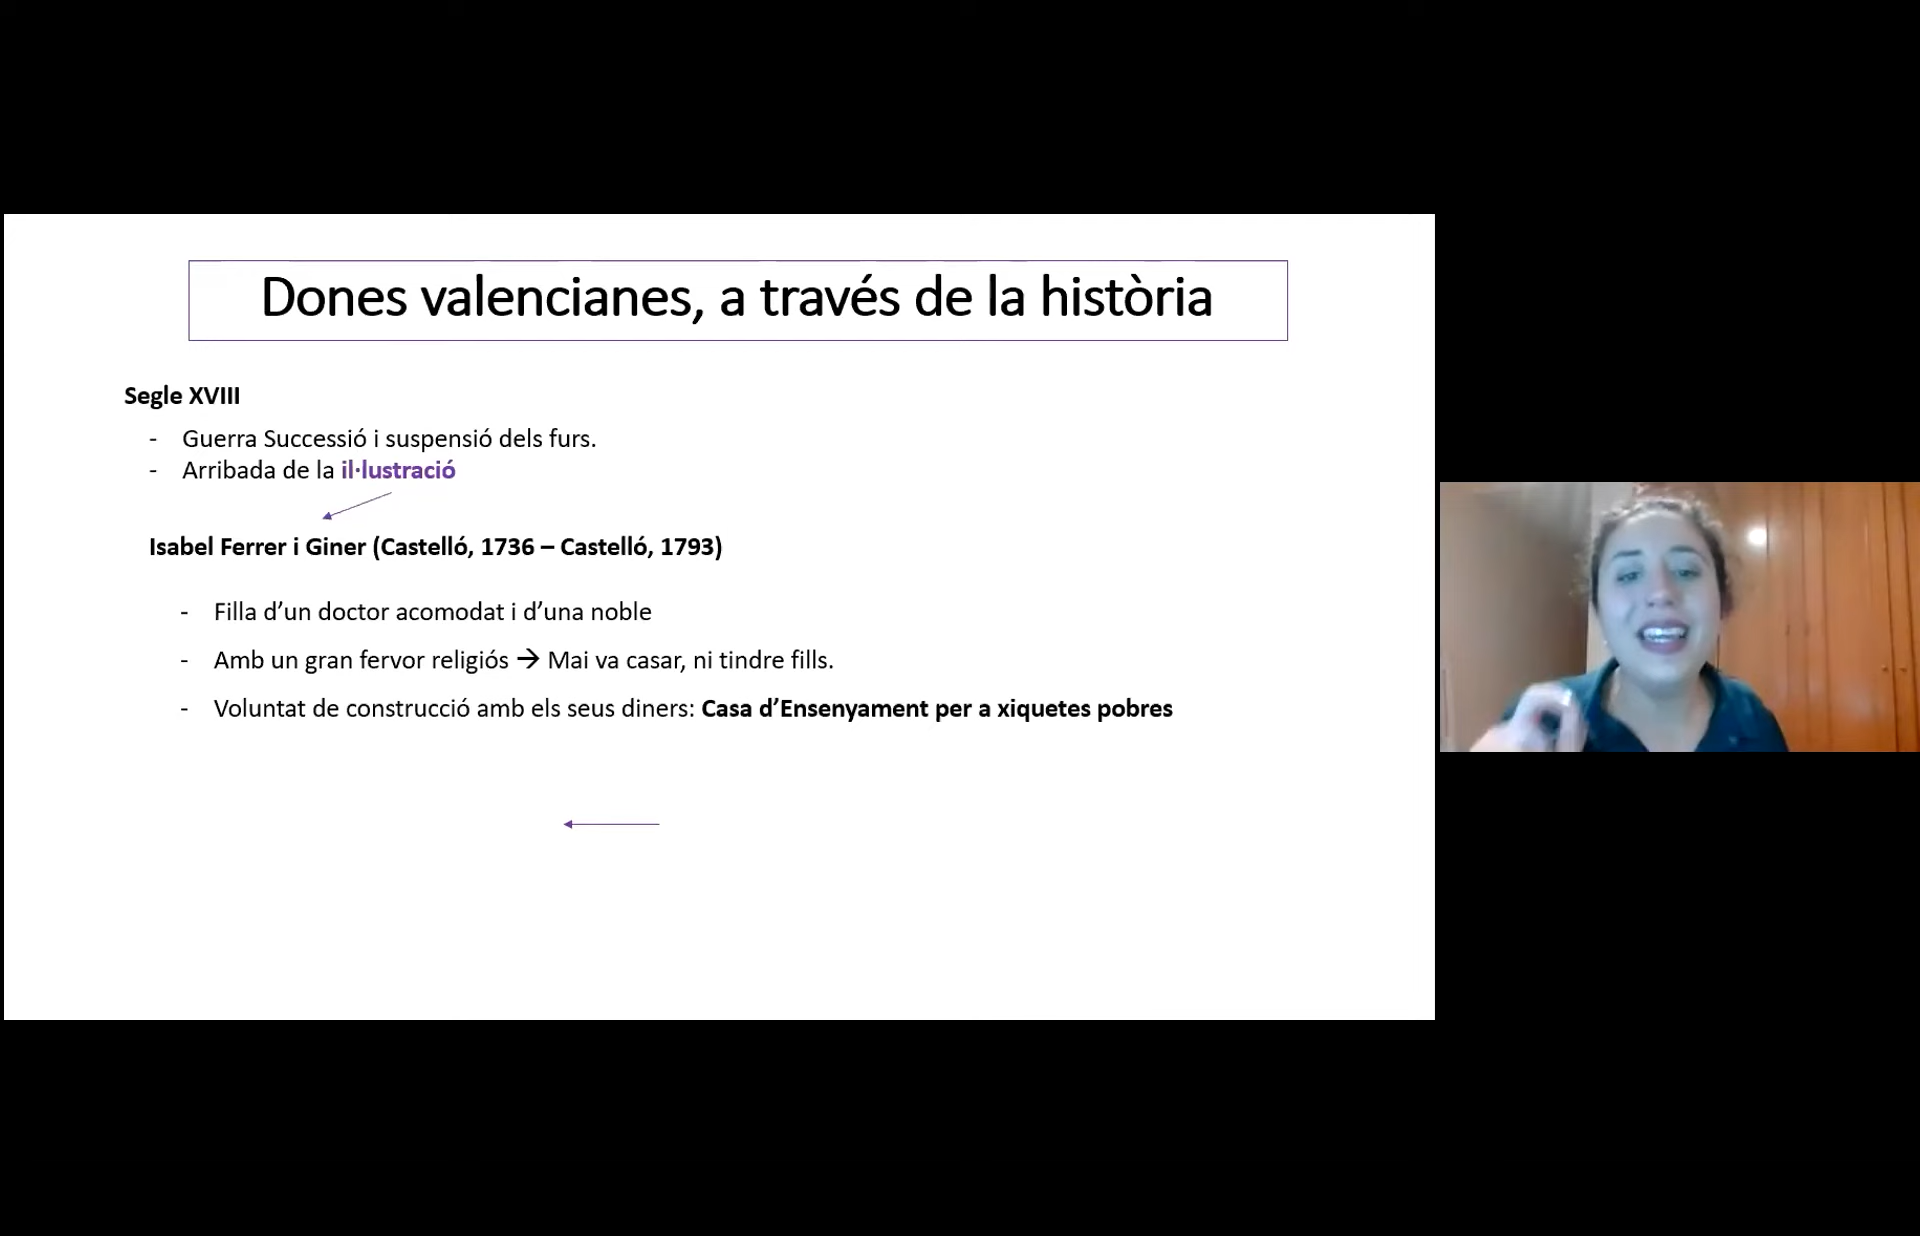 Dones valencianes, a través de la història
Segle XVIII
- Guerra Successió i suspensió dels furs.
- Arribada de la il·lustració
Isabel Ferrer i Giner (Castelló, 1736 – Castelló, 1793)
- Filla d’un doctor acomodat i d’una noble
- Amb un gran fervor religiós → Mai va casar, ni tindre fills.
- Voluntat de construcció amb els seus diners: Casa d’Ensenyament per a xiquetes pobres